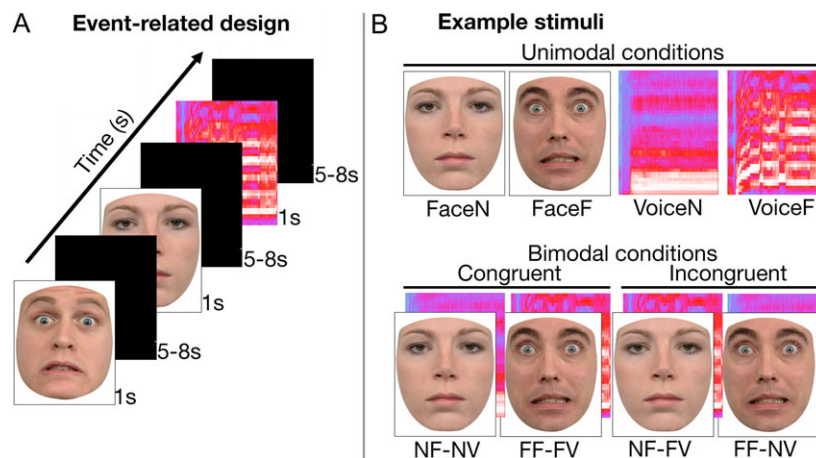 A Event-related design
Time (s)
5-8s
1s
5-8s
1s
5-8s
1s
B Example stimuli
Unimodal conditions
FaceN FaceF VoiceN VoiceF
Bimodal conditions
Congruent Incongruent
NF-NV FF-FV NF-FV FF-NV